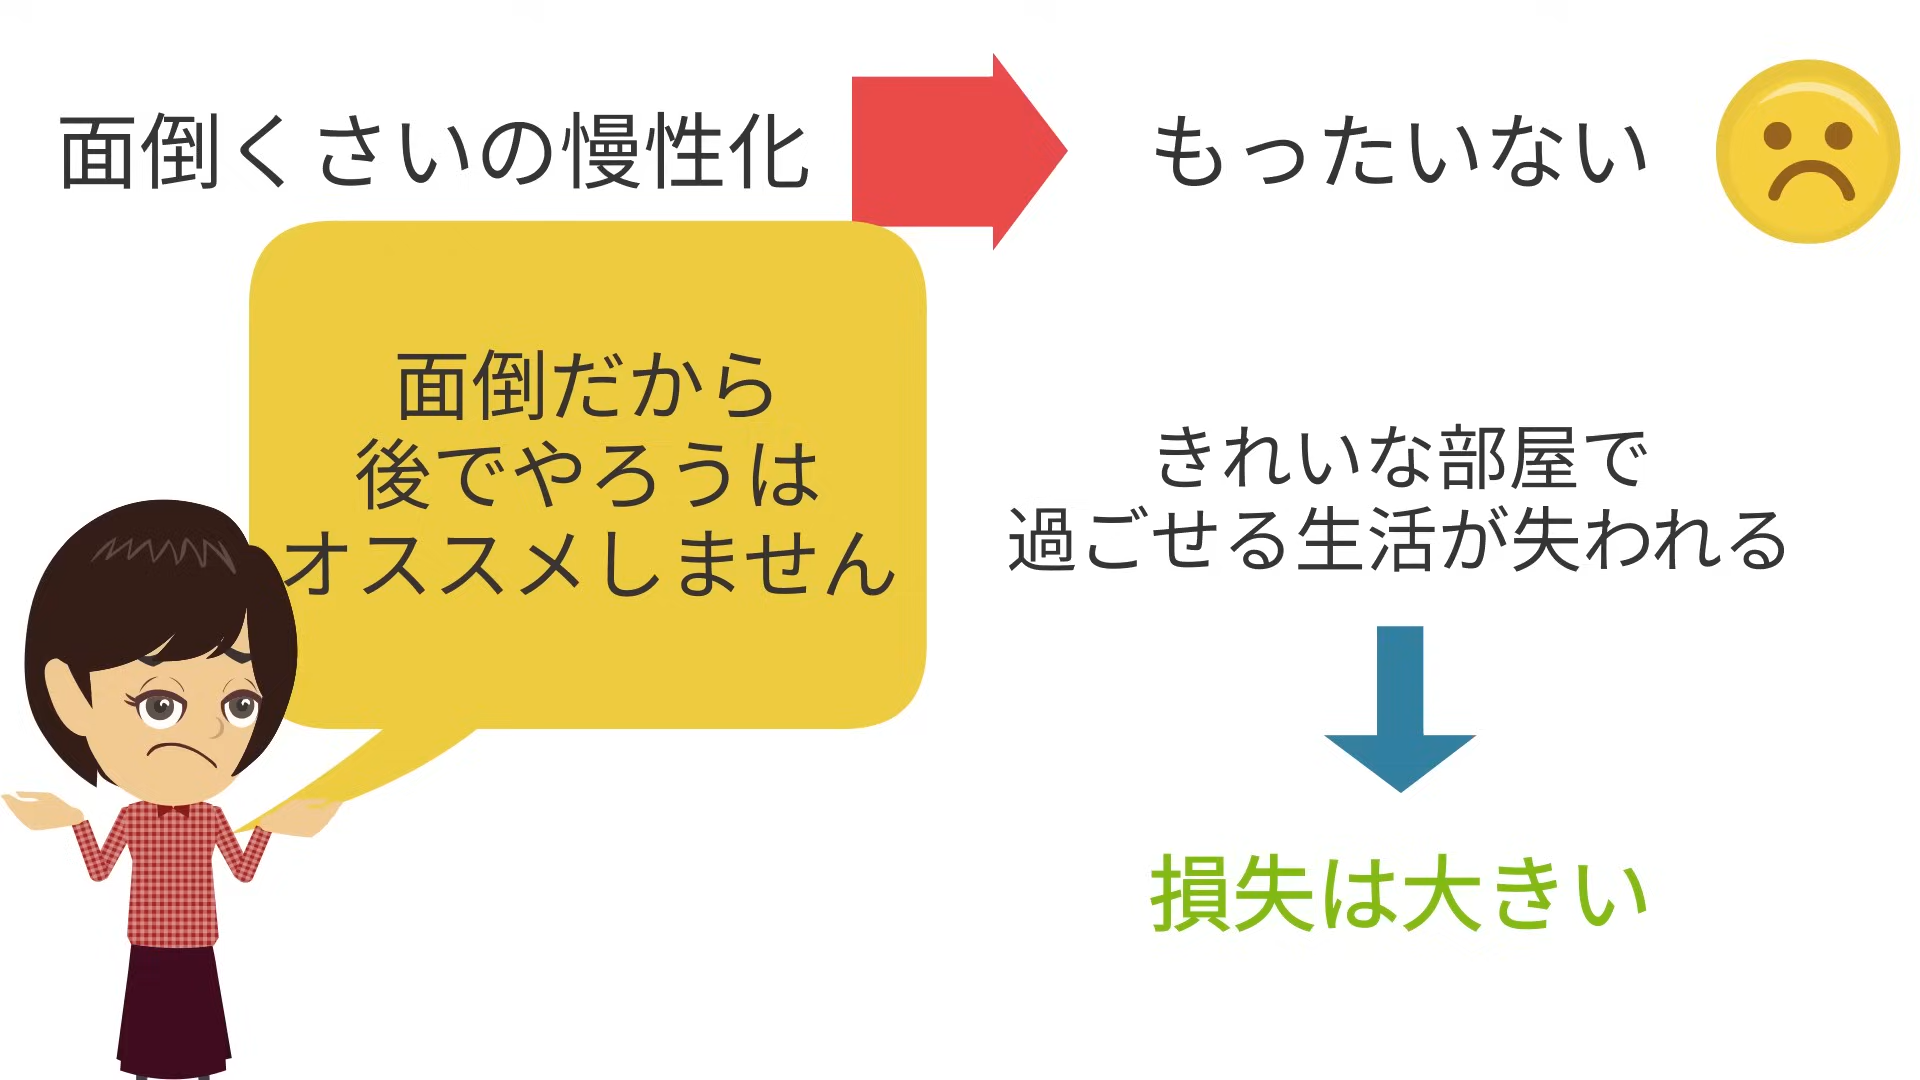 面倒くさいの慢性化
もったいない
面倒だから
後でやろうは
オススメしません
きれいな部屋で
過ごせる生活が失われる
損失は大きい